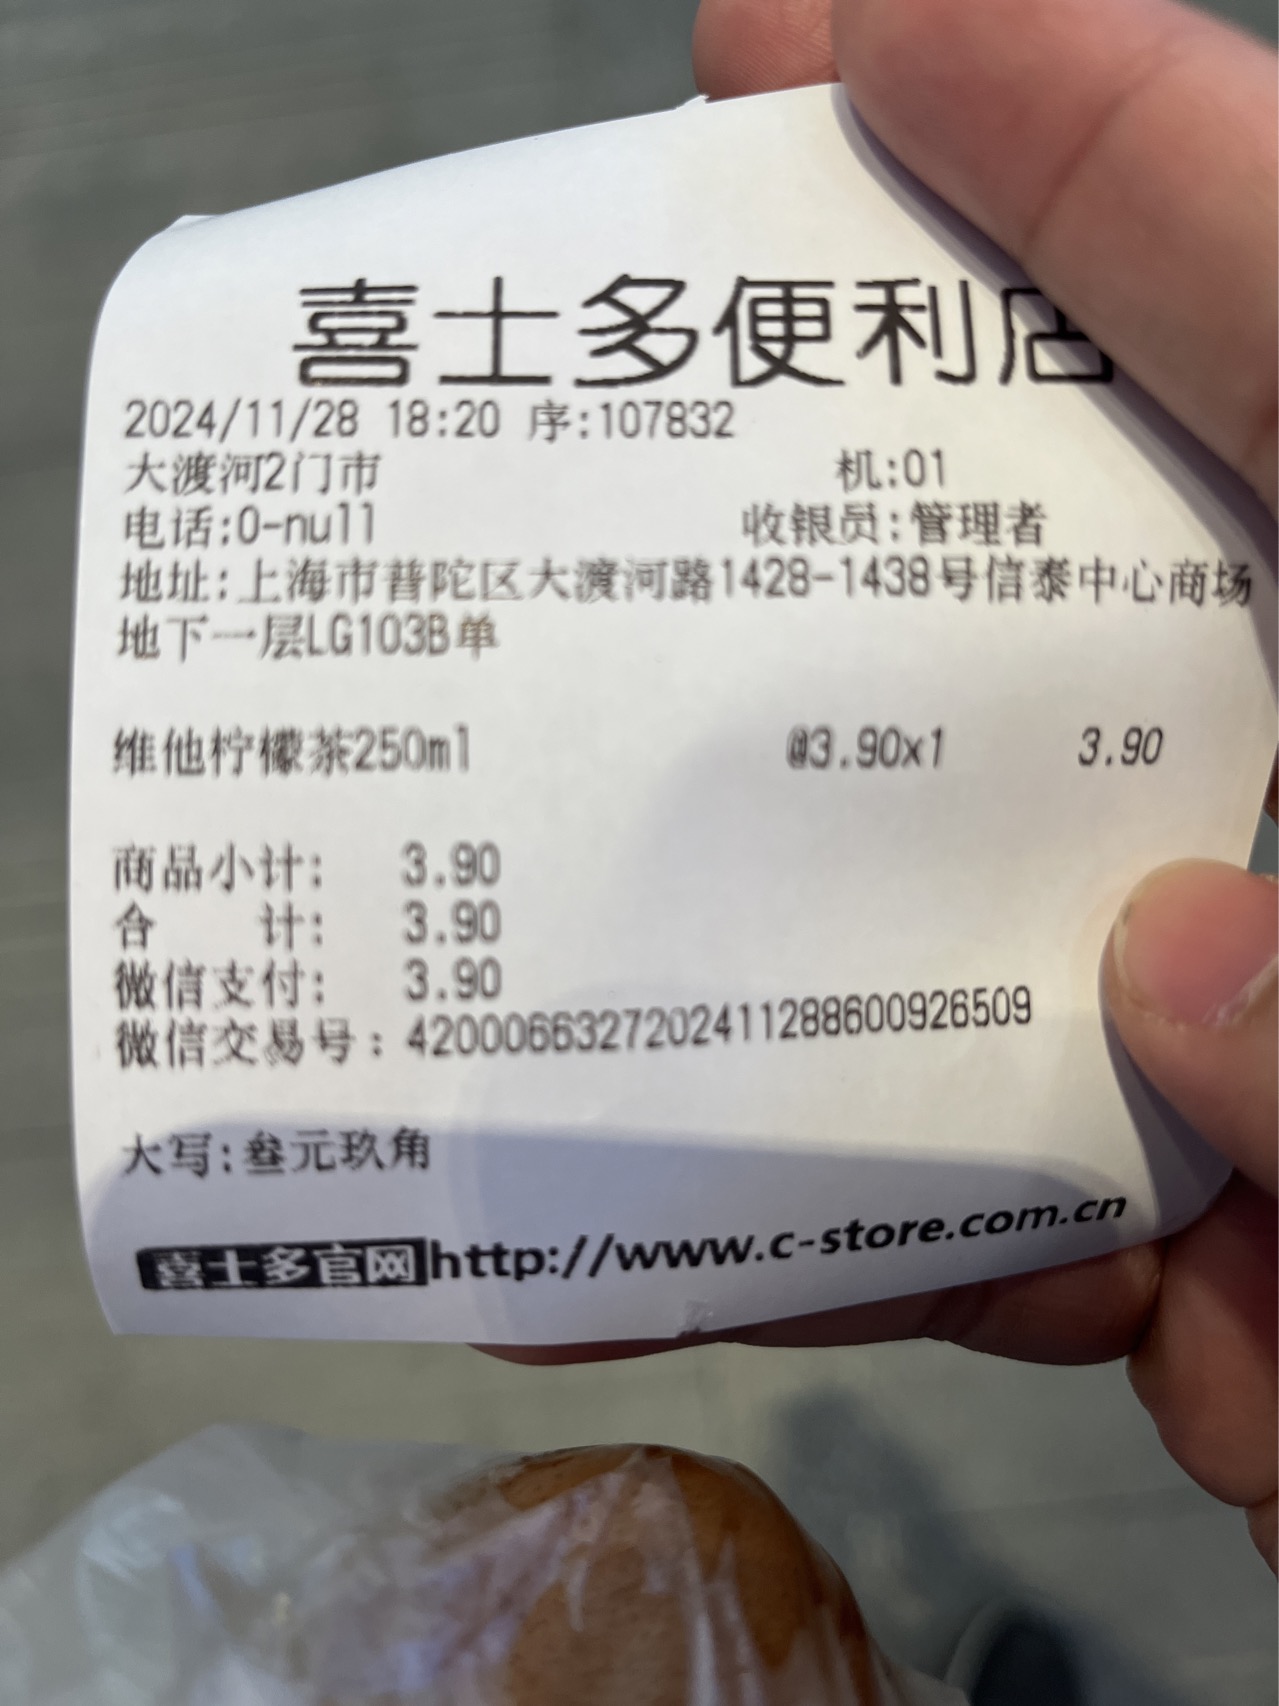 喜士多便利店
2024/11/28 18:20 序:107832
大渡河2门市 机:01
电话:0-null 收银员:管理者
地址:上海市普陀区大渡河路1428-1438号信泰中心商场
地下一层LG103B单
维他柠檬茶250ml @3.90x1 3.90
商品小计: 3.90
合 计: 3.90
微信支付: 3.90
微信交易号:4200066327202411288600926509
大写:叁元玖角
喜士多官网http://www.c-store.com.cn